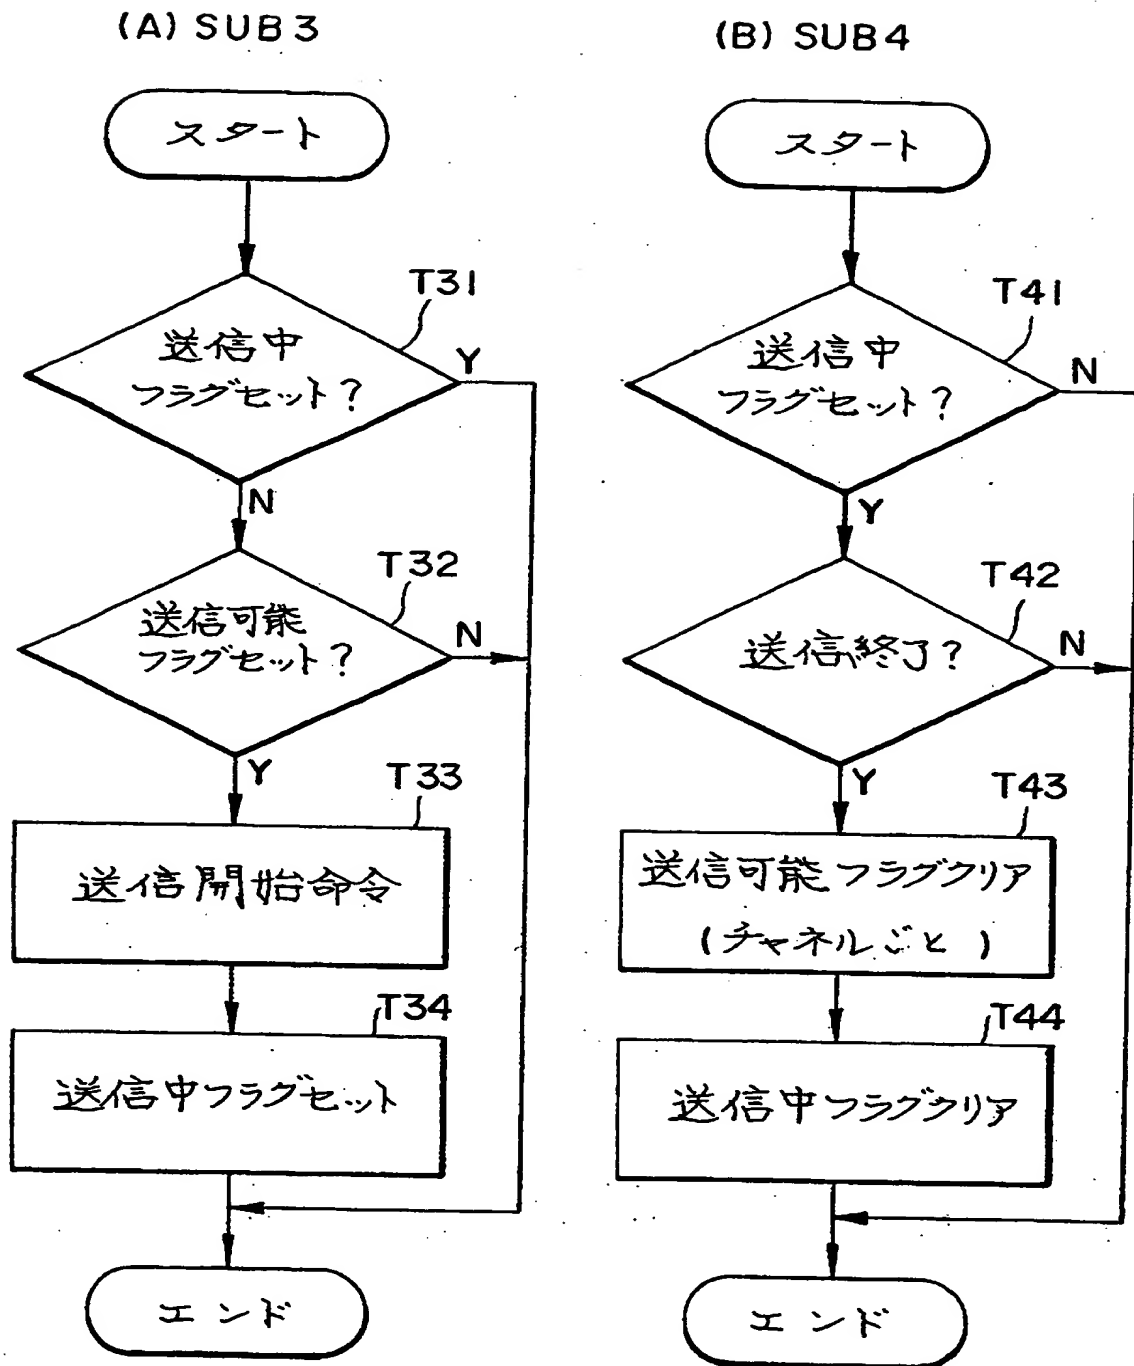 (A) SUB3
スタート
T31
送信中
フラグセット?
Y
N
T32
送信可能
フラグセット?
N
Y
T33
送信開始命令
T34
送信中フラグセット
エンド
(B) SUB4
スタート
T41
送信中
フラグセット?
N
Y
T42
送信終了?
N
Y
T43
送信可能フラグクリア
(チャネルごと)
T44
送信中フラグクリア
エンド